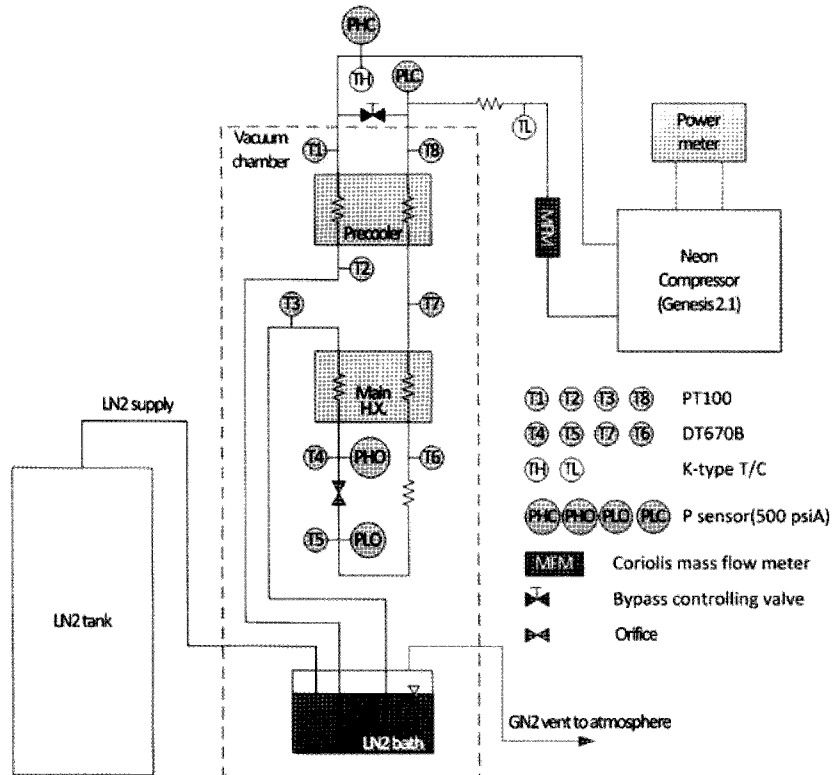 PHC
TH
PLC
TL
Power
meter
Vacuum
chamber
T1
T8
Precooler
MFM
Neon
Compressor
(Genesis 2.1)
T2
T3
T7
Main
H.X.
LN2 supply
T4
PHO
T6
T5
PLO
LN2 tank
LN2 bath
GN2 vent to atmosphere
T1 T2 T3 T8 PT100
T4 T5 T7 T6 DT670B
TH TL K-type T/C
PHC PHO PLO PLC P sensor(500 psiA)
MFM Coriolis mass flow meter
Bypass controlling valve
Orifice